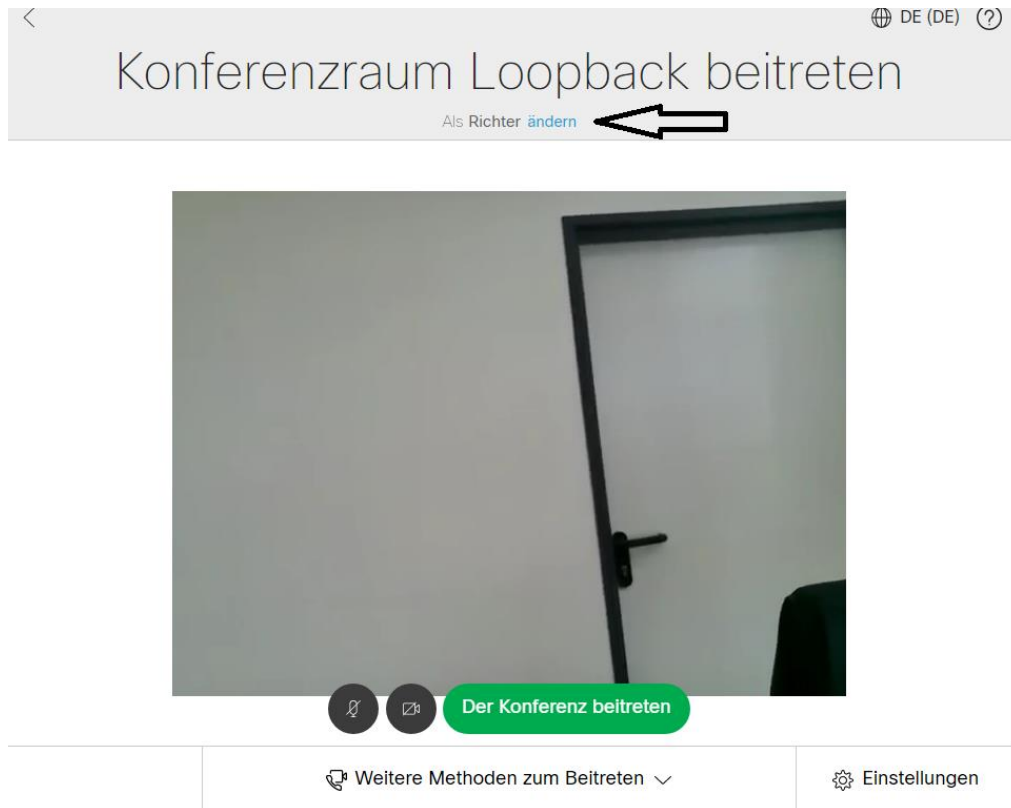 DE (DE)
Konferenzraum Loopback beitreten
Als Richter ändern
Der Konferenz beitreten
Weitere Methoden zum Beitreten
Einstellungen